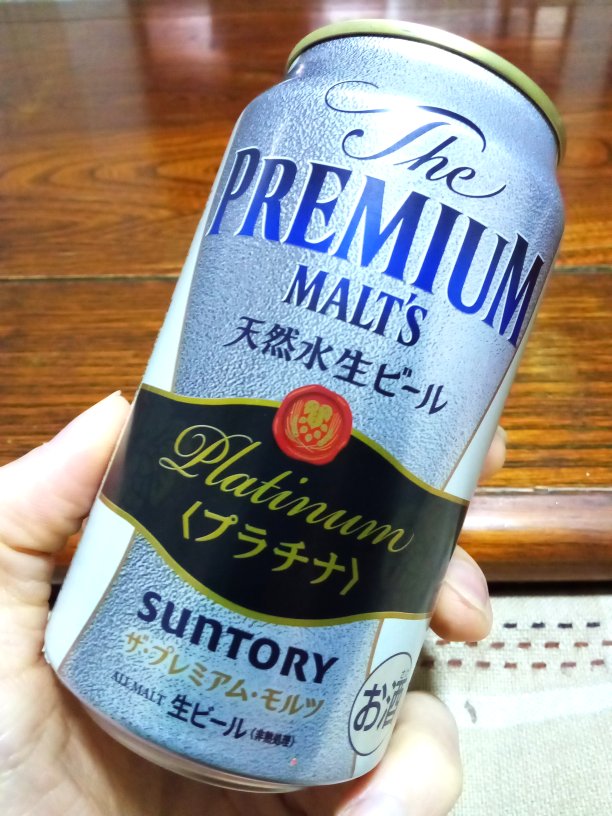 The
PREMIUM
MALT'S
天然水生ビール
Platinum
〈プラチナ〉
SUNTORY
ザ・プレミアム・モルツ
ALL MALT 生ビール(非熱処理)
お酒